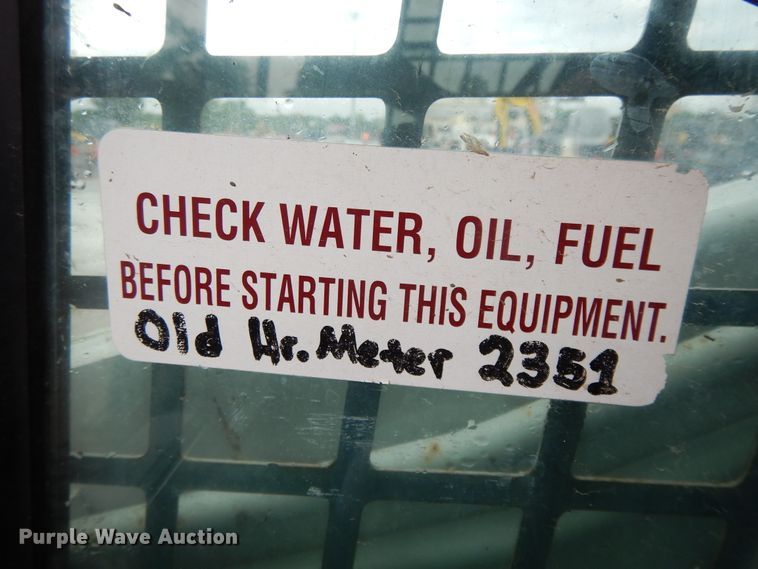 CHECK WATER, OIL, FUEL
BEFORE STARTING THIS EQUIPMENT.
Old Hr. Meter 2351
Purple Wave Auction